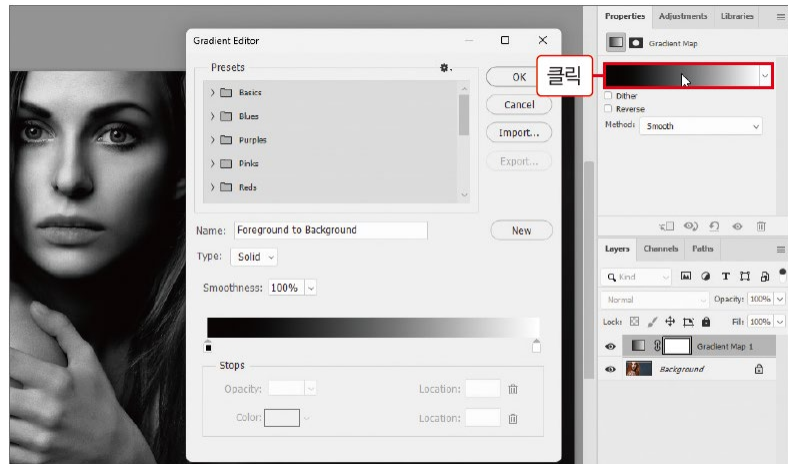 Properties Adjustments Libraries
Gradient Map
클릭
Dither
Reverse
Method: Smooth
Gradient Editor
Presets
Basics
Blues
Purples
Pinks
Reds
OK
Cancel
Import...
Export...
Name: Foreground to Background
New
Type: Solid
Smoothness: 100%
Stops
Opacity: Location:
Color: Location:
Layers Channels Paths
Kind
Normal Opacity: 100%
Lock: Fill: 100%
Gradient Map 1
Background